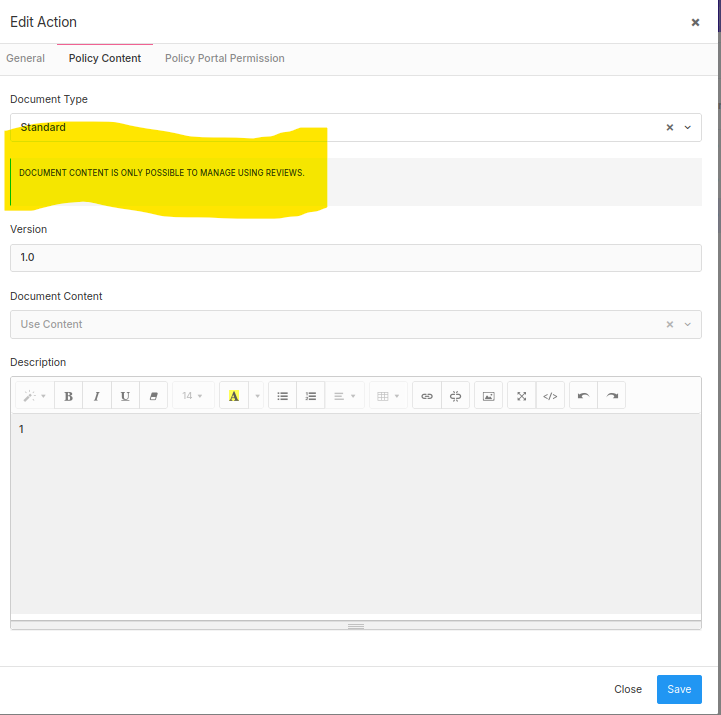 Edit Action
General Policy Content Policy Portal Permission
Document Type
Standard
DOCUMENT CONTENT IS ONLY POSSIBLE TO MANAGE USING REVIEWS.
Version
1.0
Document Content
Use Content
Description
B I U 14 A </>
1
Close Save